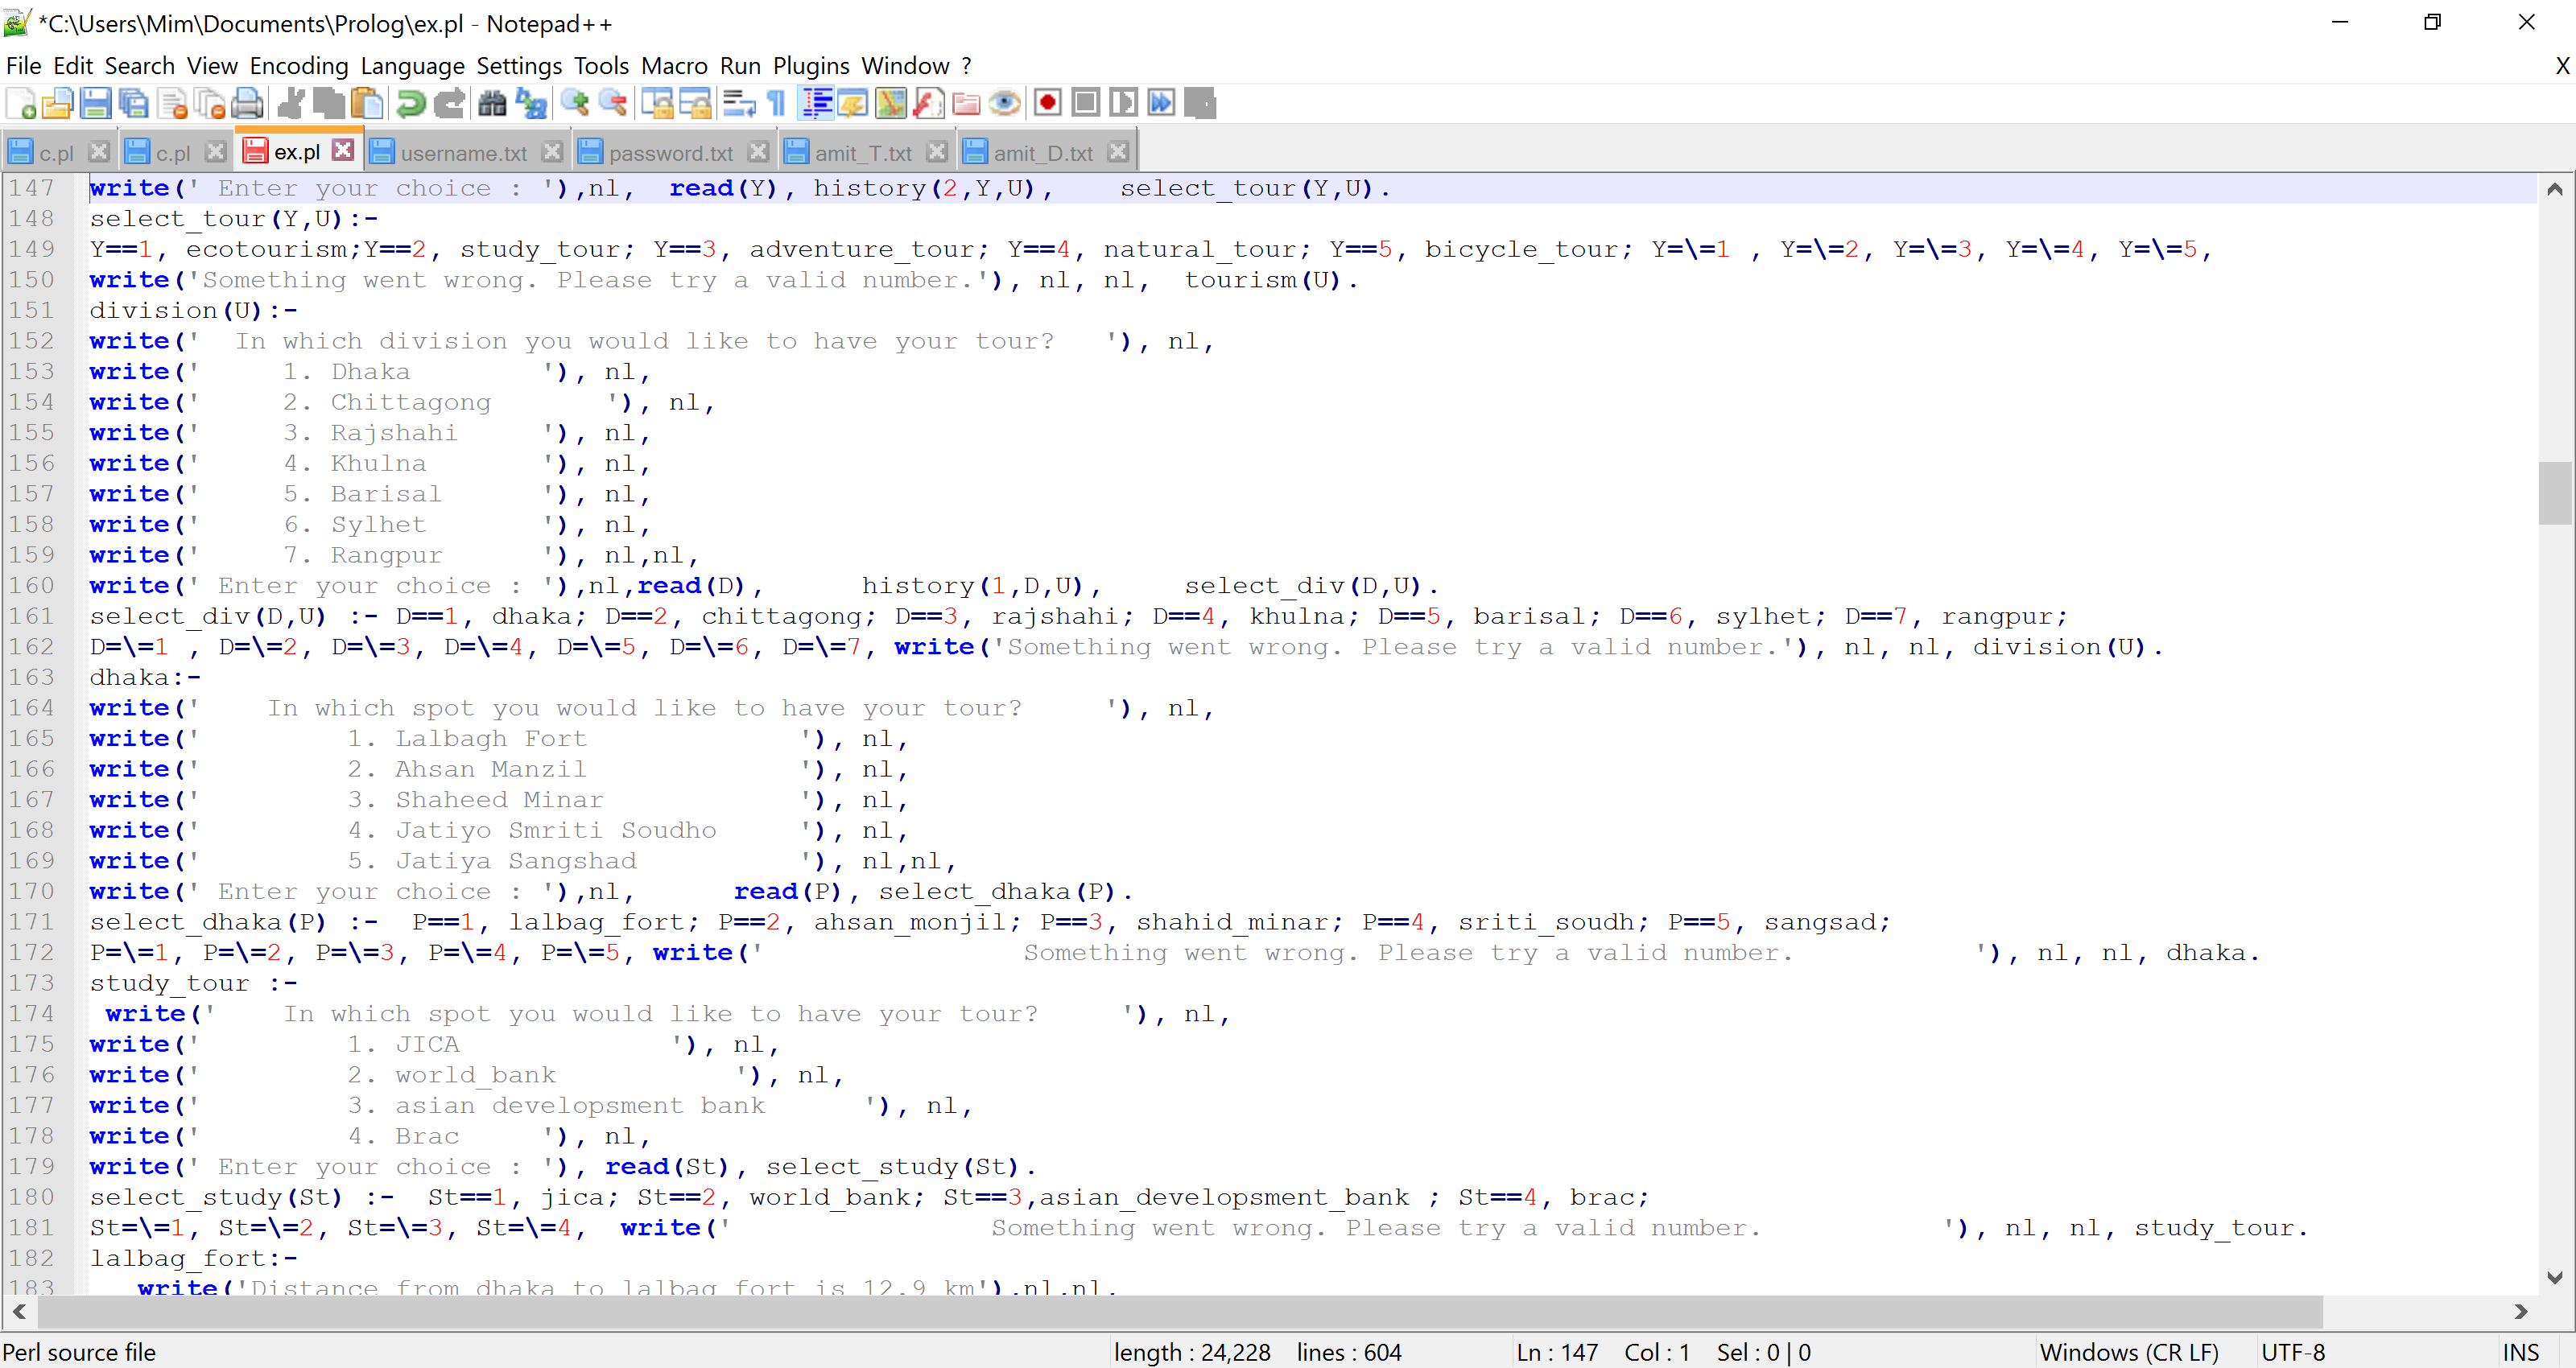 *C:\Users\Mim\Documents\Prolog\ex.pl - Notepad++
File Edit Search View Encoding Language Settings Tools Macro Run Plugins Window ? X
c.pl c.pl ex.pl username.txt password.txt amit_T.txt amit_D.txt
147 write(' Enter your choice : '),nl,  read(Y), history(2,Y,U),    select_tour(Y,U).
148 select_tour(Y,U):-
149 Y==1, ecotourism;Y==2, study_tour; Y==3, adventure_tour; Y==4, natural_tour; Y==5, bicycle_tour; Y=\=1 , Y=\=2, Y=\=3, Y=\=4, Y=\=5,
150 write('Something went wrong. Please try a valid number.'), nl, nl,  tourism(U).
151 division(U):-
152 write('  In which division you would like to have your tour?   '), nl,
153 write('     1. Dhaka        '), nl,
154 write('     2. Chittagong       '), nl,
155 write('     3. Rajshahi     '), nl,
156 write('     4. Khulna       '), nl,
157 write('     5. Barisal      '), nl,
158 write('     6. Sylhet       '), nl,
159 write('     7. Rangpur      '), nl,nl,
160 write(' Enter your choice : '),nl,read(D),      history(1,D,U),     select_div(D,U).
161 select_div(D,U) :- D==1, dhaka; D==2, chittagong; D==3, rajshahi; D==4, khulna; D==5, barisal; D==6, sylhet; D==7, rangpur;
162 D=\=1 , D=\=2, D=\=3, D=\=4, D=\=5, D=\=6, D=\=7, write('Something went wrong. Please try a valid number.'), nl, nl, division(U).
163 dhaka:-
164 write('    In which spot you would like to have your tour?     '), nl,
165 write('         1. Lalbagh Fort             '), nl,
166 write('         2. Ahsan Manzil             '), nl,
167 write('         3. Shaheed Minar            '), nl,
168 write('         4. Jatiyo Smriti Soudho     '), nl,
169 write('         5. Jatiya Sangshad          '), nl,nl,
170 write(' Enter your choice : '),nl,      read(P), select_dhaka(P).
171 select_dhaka(P) :-  P==1, lalbag_fort; P==2, ahsan_monjil; P==3, shahid_minar; P==4, sriti_soudh; P==5, sangsad;
172 P=\=1, P=\=2, P=\=3, P=\=4, P=\=5, write('                Something went wrong. Please try a valid number.           '), nl, nl, dhaka.
173 study_tour :-
174  write('    In which spot you would like to have your tour?     '), nl,
175 write('         1. JICA             '), nl,
176 write('         2. world_bank           '), nl,
177 write('         3. asian developsment bank      '), nl,
178 write('         4. Brac     '), nl,
179 write(' Enter your choice : '), read(St), select_study(St).
180 select_study(St) :-  St==1, jica; St==2, world_bank; St==3,asian_developsment_bank ; St==4, brac;
181 St=\=1, St=\=2, St=\=3, St=\=4,  write('                Something went wrong. Please try a valid number.           '), nl, nl, study_tour.
182 lalbag_fort:-
183    write('Distance from dhaka to lalbag fort is 12.9 km'),nl,nl,
Perl source file length : 24,228 lines : 604 Ln : 147 Col : 1 Sel : 0 | 0 Windows (CR LF) UTF-8 INS